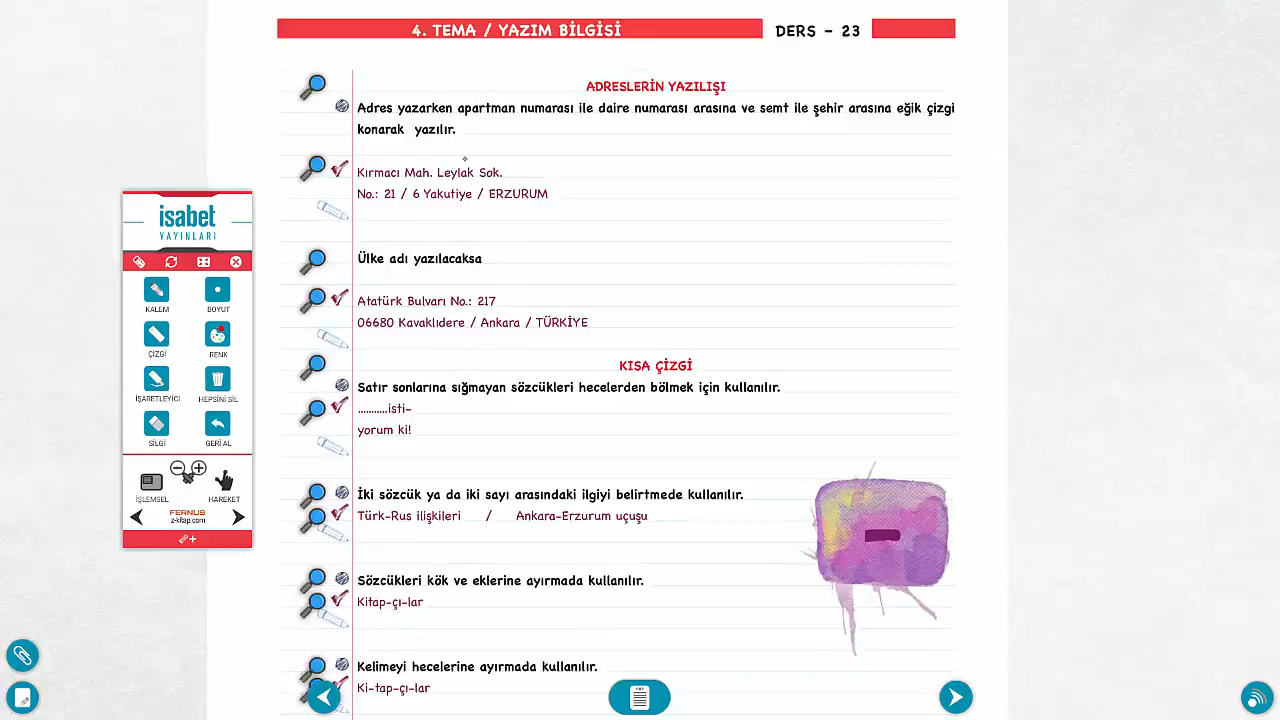 4. TEMA / YAZIM BİLGİSİ
DERS - 23
ADRESLERİN YAZILIŞI
Adres yazarken apartman numarası ile daire numarası arasına ve semt ile şehir arasına eğik çizgi
konarak yazılır.
Kırmacı Mah. Leylak Sok.
No.: 21 / 6 Yakutiye / ERZURUM
Ülke adı yazılacaksa
Atatürk Bulvarı No.: 217
06680 Kavaklıdere / Ankara / TÜRKİYE
KISA ÇİZGİ
Satır sonlarına sığmayan sözcükleri hecelerden bölmek için kullanılır.
...........isti-
yorum ki!
İki sözcük ya da iki sayı arasındaki ilgiyi belirtmede kullanılır.
Türk-Rus ilişkileri / Ankara-Erzurum uçuşu
Sözcükleri kök ve eklerine ayırmada kullanılır.
Kitap-çı-lar
Kelimeyi hecelerine ayırmada kullanılır.
Ki-tap-çı-lar
isabet
YAYINLARI
KALEM
BOYUT
ÇİZGİ
RENK
İŞARETLEYİCİ
HEPSİNİ SİL
SİLGİ
GERİ AL
İŞLEMSEL
HAREKET
FERNUS
z-kitap.com